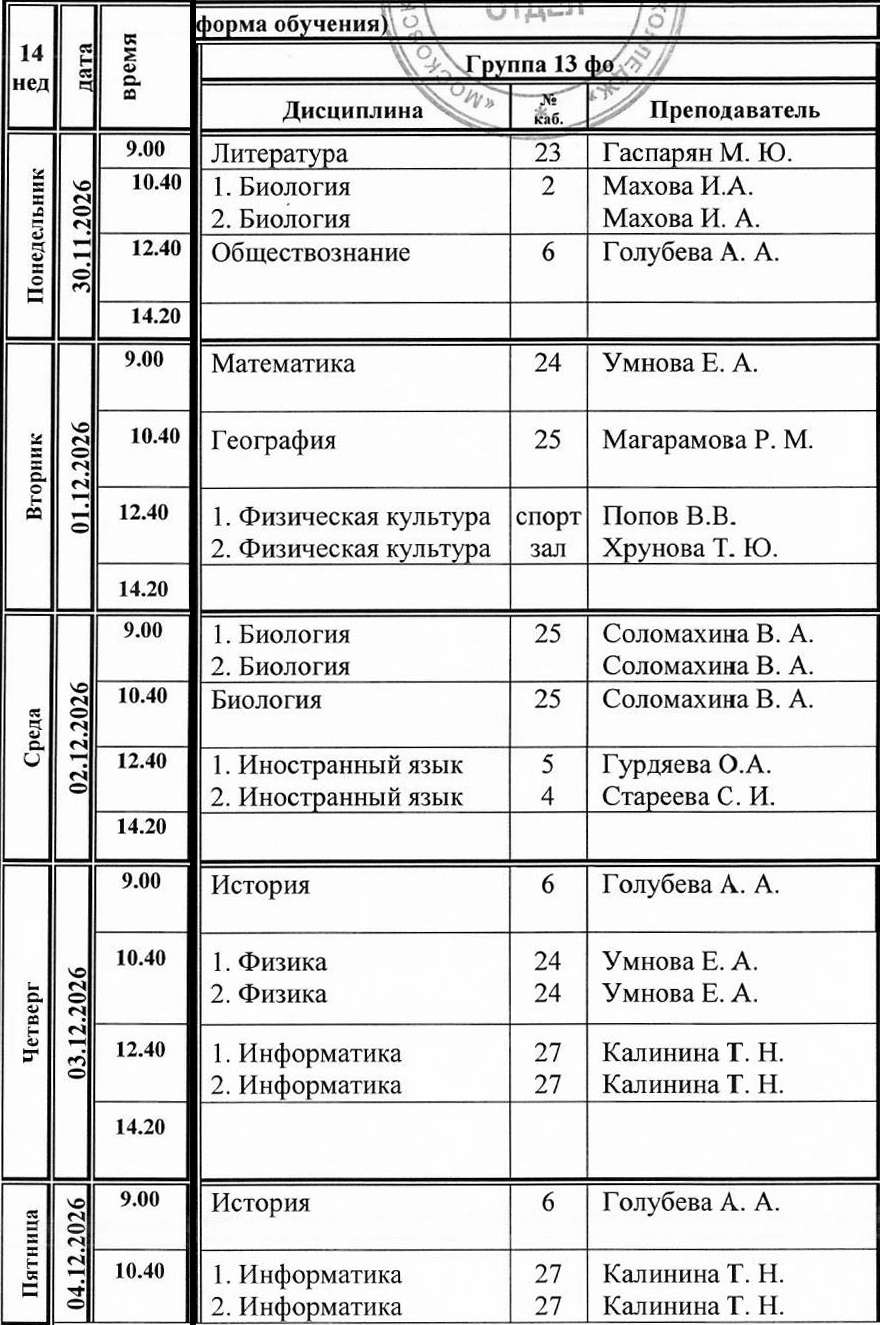 ОТДЕЛ
«МОСКОВСК
КОЛЛЕДЖ»
форма обучения)
14
нед
дата
время
Группа 13 фо
Дисциплина
№
каб.
Преподаватель
Понедельник
30.11.2026
9.00 Литература 23 Гаспарян М. Ю.
10.40 1. Биология 2 Махова И.А.
2. Биология Махова И. А.
12.40 Обществознание 6 Голубева А. А.
14.20
Вторник
01.12.2026
9.00 Математика 24 Умнова Е. А.
10.40 География 25 Магарамова Р. М.
12.40 1. Физическая культура спорт Попов В.В.
2. Физическая культура зал Хрунова Т. Ю.
14.20
Среда
02.12.2026
9.00 1. Биология 25 Соломахина В. А.
2. Биология Соломахина В. А.
10.40 Биология 25 Соломахина В. А.
12.40 1. Иностранный язык 5 Гурдяева О.А.
2. Иностранный язык 4 Стареева С. И.
14.20
Четверг
03.12.2026
9.00 История 6 Голубева А. А.
10.40 1. Физика 24 Умнова Е. А.
2. Физика 24 Умнова Е. А.
12.40 1. Информатика 27 Калинина Т. Н.
2. Информатика 27 Калинина Т. Н.
14.20
Пятница
04.12.2026
9.00 История 6 Голубева А. А.
10.40 1. Информатика 27 Калинина Т. Н.
2. Информатика 27 Калинина Т. Н.